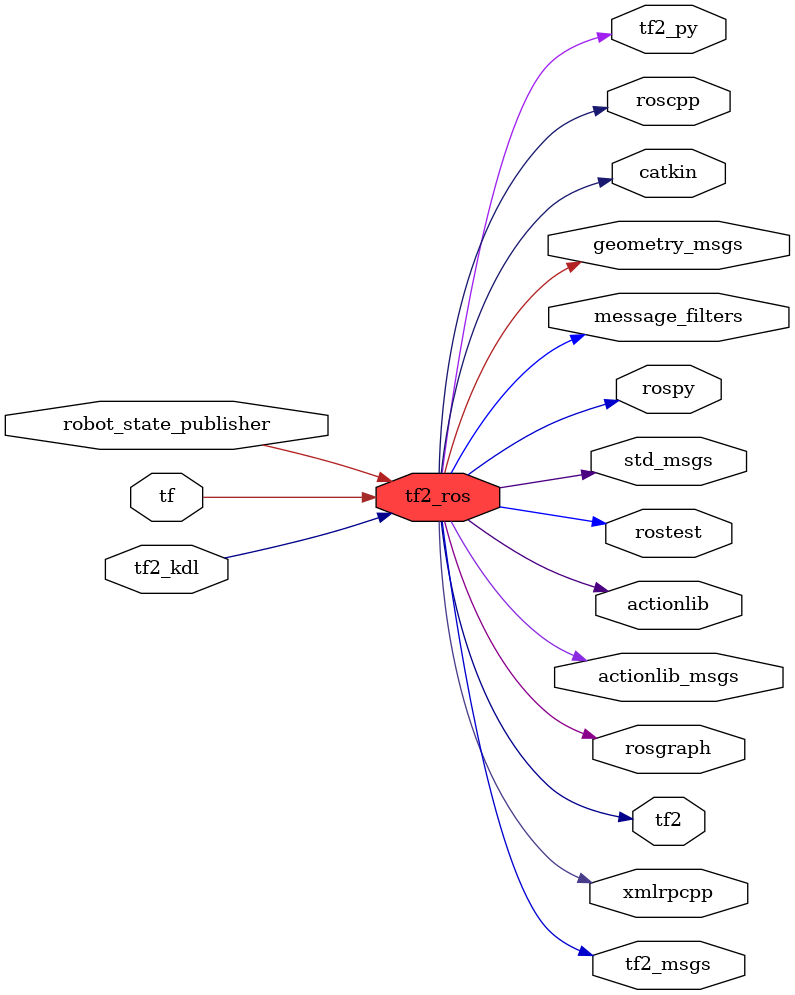 tf2_py
roscpp
catkin
geometry_msgs
message_filters
rospy
robot_state_publisher
std_msgs
tf
tf2_ros
rostest
tf2_kdl
actionlib
actionlib_msgs
rosgraph
tf2
xmlrpcpp
tf2_msgs